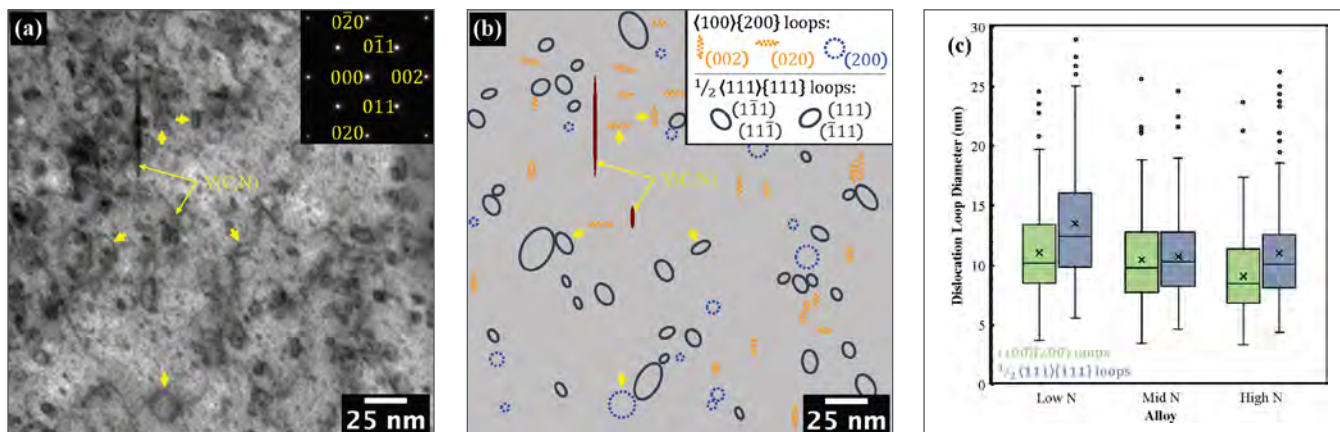 (a)
02̄0
01̄1
000 002
011
020
V(C,N)
25 nm
(b)
⟨100⟩{200} loops:
(002) (020) (200)
1/2⟨111⟩{111} loops:
(11̄1) (111)
(111̄) (1̄11)
V(C,N)
25 nm
(c)
Dislocation Loop Diameter (nm)
30
25
20
15
10
5
0
loops
1/2⟨111⟩{111} loops
Low N Mid N High N
Alloy